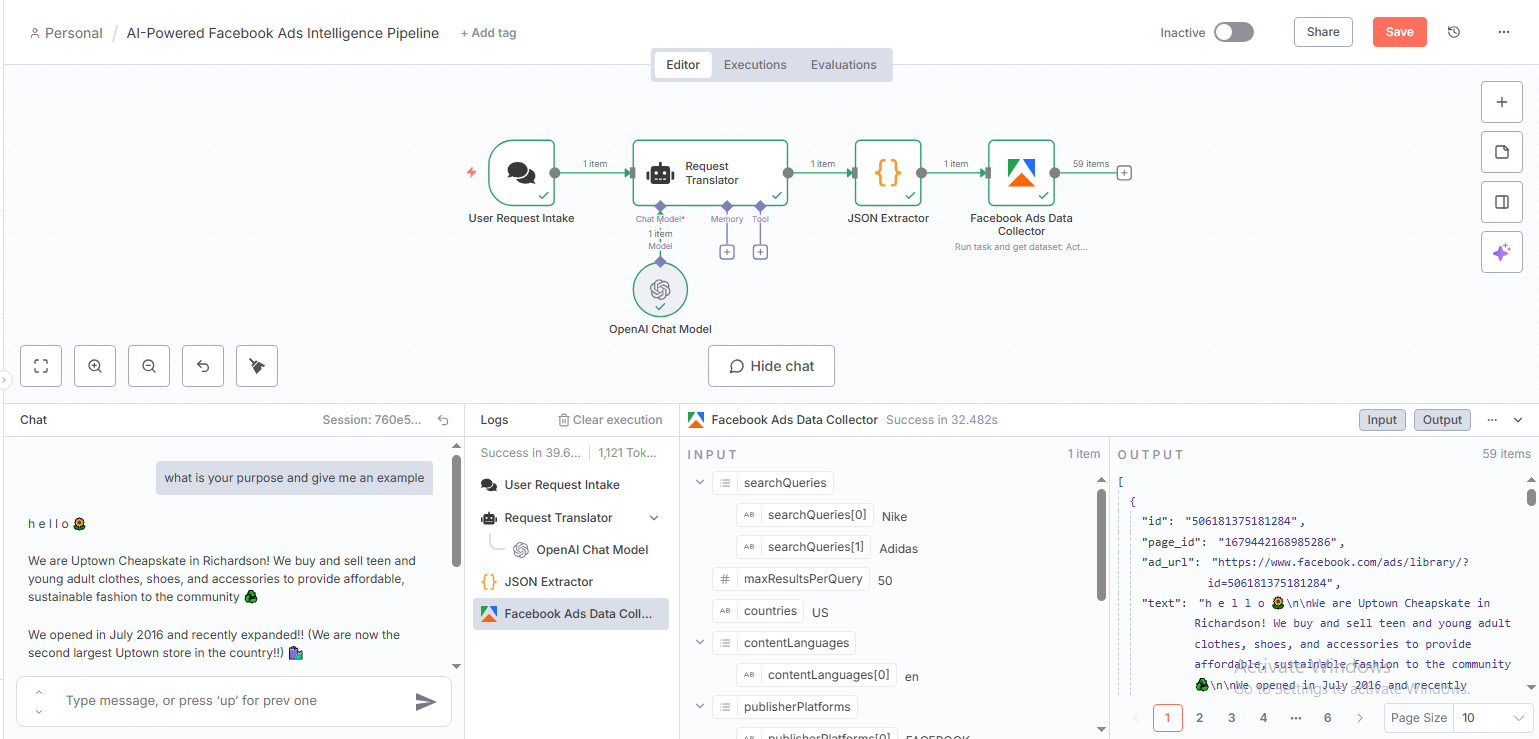 Personal / AI-Powered Facebook Ads Intelligence Pipeline + Add tag
Inactive Share Save
Editor Executions Evaluations
1 item 1 item 1 item 59 items
Request
Translator
User Request Intake JSON Extractor Facebook Ads Data
Collector
Run task and get dataset: Act...
Chat Model* Memory Tool
1 item
Model
OpenAI Chat Model
Hide chat
Chat Session: 760e5...
what is your purpose and give me an example
h e l l o 🌻
We are Uptown Cheapskate in Richardson! We buy and sell teen and
young adult clothes, shoes, and accessories to provide affordable,
sustainable fashion to the community ♻
We opened in July 2016 and recently expanded!! (We are now the
second largest Uptown store in the country!!) 🛍
Type message, or press ‘up’ for prev one
Logs Clear execution
Success in 39.6... 1,121 Tok...
User Request Intake
Request Translator
OpenAI Chat Model
JSON Extractor
Facebook Ads Data Coll...
Facebook Ads Data Collector Success in 32.482s Input Output ...
INPUT 1 item
searchQueries
AB searchQueries[0] Nike
AB searchQueries[1] Adidas
# maxResultsPerQuery 50
AB countries US
contentLanguages
AB contentLanguages[0] en
publisherPlatforms
AB publisherPlatforms[0] FACEBOOK
OUTPUT 59 items
[
{
"id": "506181375181284",
"page_id": "1679442168985286",
"ad_url": "https://www.facebook.com/ads/library/?
id=506181375181284",
"text": "h e l l o 🌻\n\nWe are Uptown Cheapskate in
Richardson! We buy and sell teen and young adult
clothes, shoes, and accessories to provide
affordable, sustainable fashion to the community
♻\n\nWe opened in July 2016 and recently
Activate Windows
Go to Settings to activate Windows.
1 2 3 4 ... 6 Page Size 10